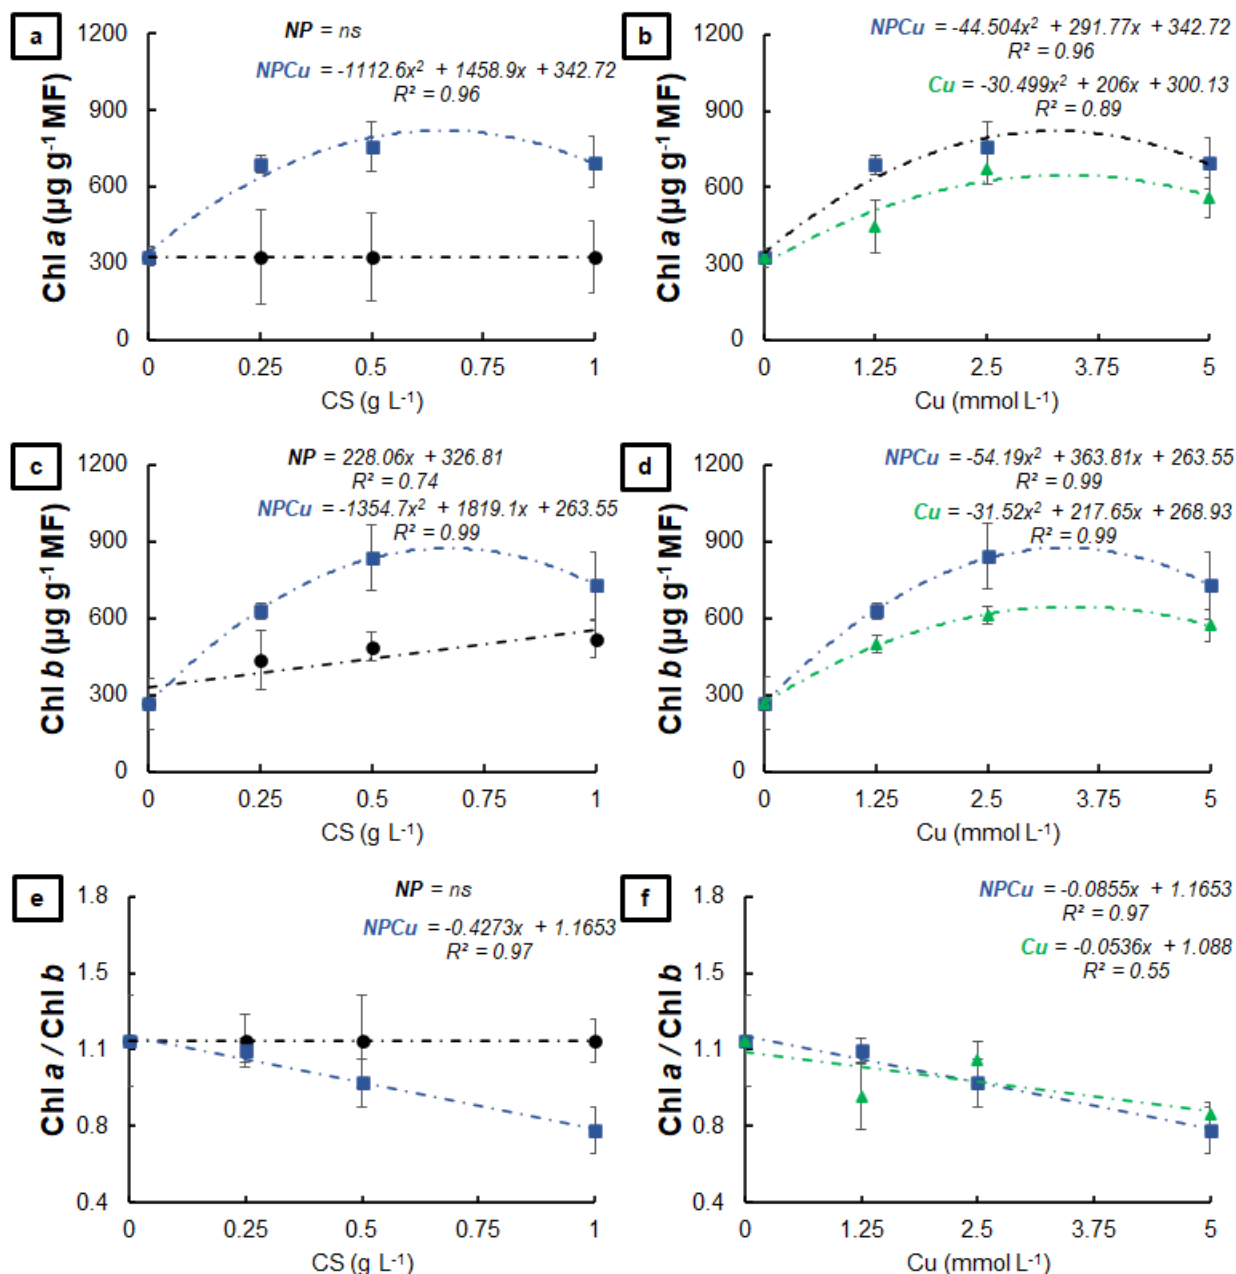 a
NP = ns
NPCu = -1112.6x² + 1458.9x + 342.72
R² = 0.96
1200
900
600
300
0
Chl a (µg g⁻¹ MF)
0 0.25 0.5 0.75 1
CS (g L⁻¹)
b
NPCu = -44.504x² + 291.77x + 342.72
R² = 0.96
Cu = -30.499x² + 206x + 300.13
R² = 0.89
1200
900
600
300
0
Chl a (µg g⁻¹ MF)
0 1.25 2.5 3.75 5
Cu (mmol L⁻¹)
c
NP = 228.06x + 326.81
R² = 0.74
NPCu = -1354.7x² + 1819.1x + 263.55
R² = 0.99
1200
900
600
300
0
Chl b (µg g⁻¹ MF)
0 0.25 0.5 0.75 1
CS (g L⁻¹)
d
NPCu = -54.19x² + 363.81x + 263.55
R² = 0.99
Cu = -31.52x² + 217.65x + 268.93
R² = 0.99
1200
900
600
300
0
Chl b (µg g⁻¹ MF)
0 1.25 2.5 3.75 5
Cu (mmol L⁻¹)
e
NP = ns
NPCu = -0.4273x + 1.1653
R² = 0.97
1.8
1.5
1.1
0.8
0.4
Chl a / Chl b
0 0.25 0.5 0.75 1
CS (g L⁻¹)
f
NPCu = -0.0855x + 1.1653
R² = 0.97
Cu = -0.0536x + 1.088
R² = 0.55
1.8
1.5
1.1
0.8
0.4
Chl a / Chl b
0 1.25 2.5 3.75 5
Cu (mmol L⁻¹)